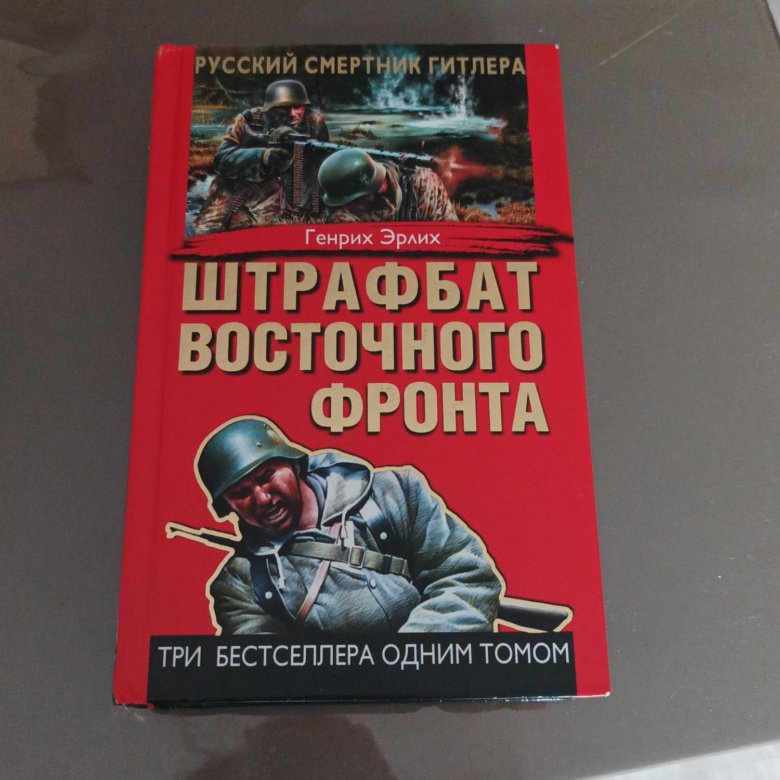 РУССКИЙ СМЕРТНИК ГИТЛЕРА
Генрих Эрлих
ШТРАФБАТ
ВОСТОЧНОГО
ФРОНТА
ТРИ БЕСТСЕЛЛЕРА ОДНИМ ТОМОМ